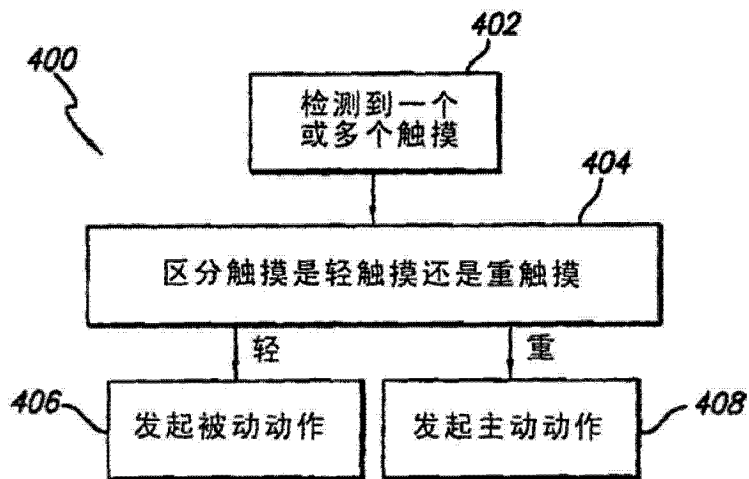 402
400
检测到一个
或多个触摸
404
区分触摸是轻触摸还是重触摸
轻
重
406
发起被动动作
发起主动动作
408